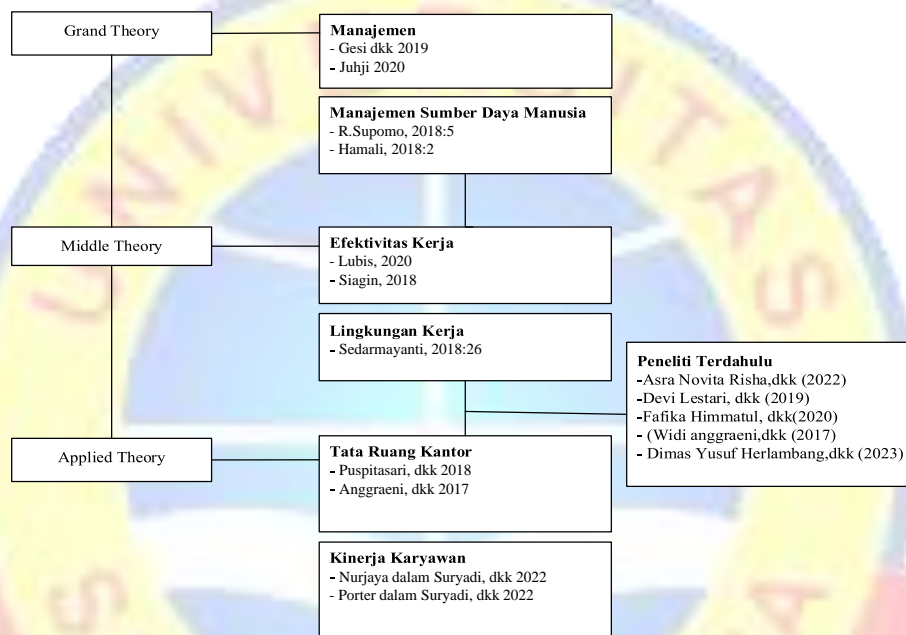 Grand Theory
Manajemen
- Gesi dkk 2019
- Juhji 2020
Manajemen Sumber Daya Manusia
- R.Supomo, 2018:5
- Hamali, 2018:2
Middle Theory
Efektivitas Kerja
- Lubis, 2020
- Siagin, 2018
Lingkungan Kerja
- Sedarmayanti, 2018:26
Peneliti Terdahulu
-Asra Novita Risha,dkk (2022)
-Devi Lestari, dkk (2019)
-Fafika Himmatul, dkk(2020)
- (Widi anggraeni,dkk (2017)
- Dimas Yusuf Herlambang,dkk (2023)
Applied Theory
Tata Ruang Kantor
- Puspitasari, dkk 2018
- Anggraeni, dkk 2017
Kinerja Karyawan
- Nurjaya dalam Suryadi, dkk 2022
- Porter dalam Suryadi, dkk 2022